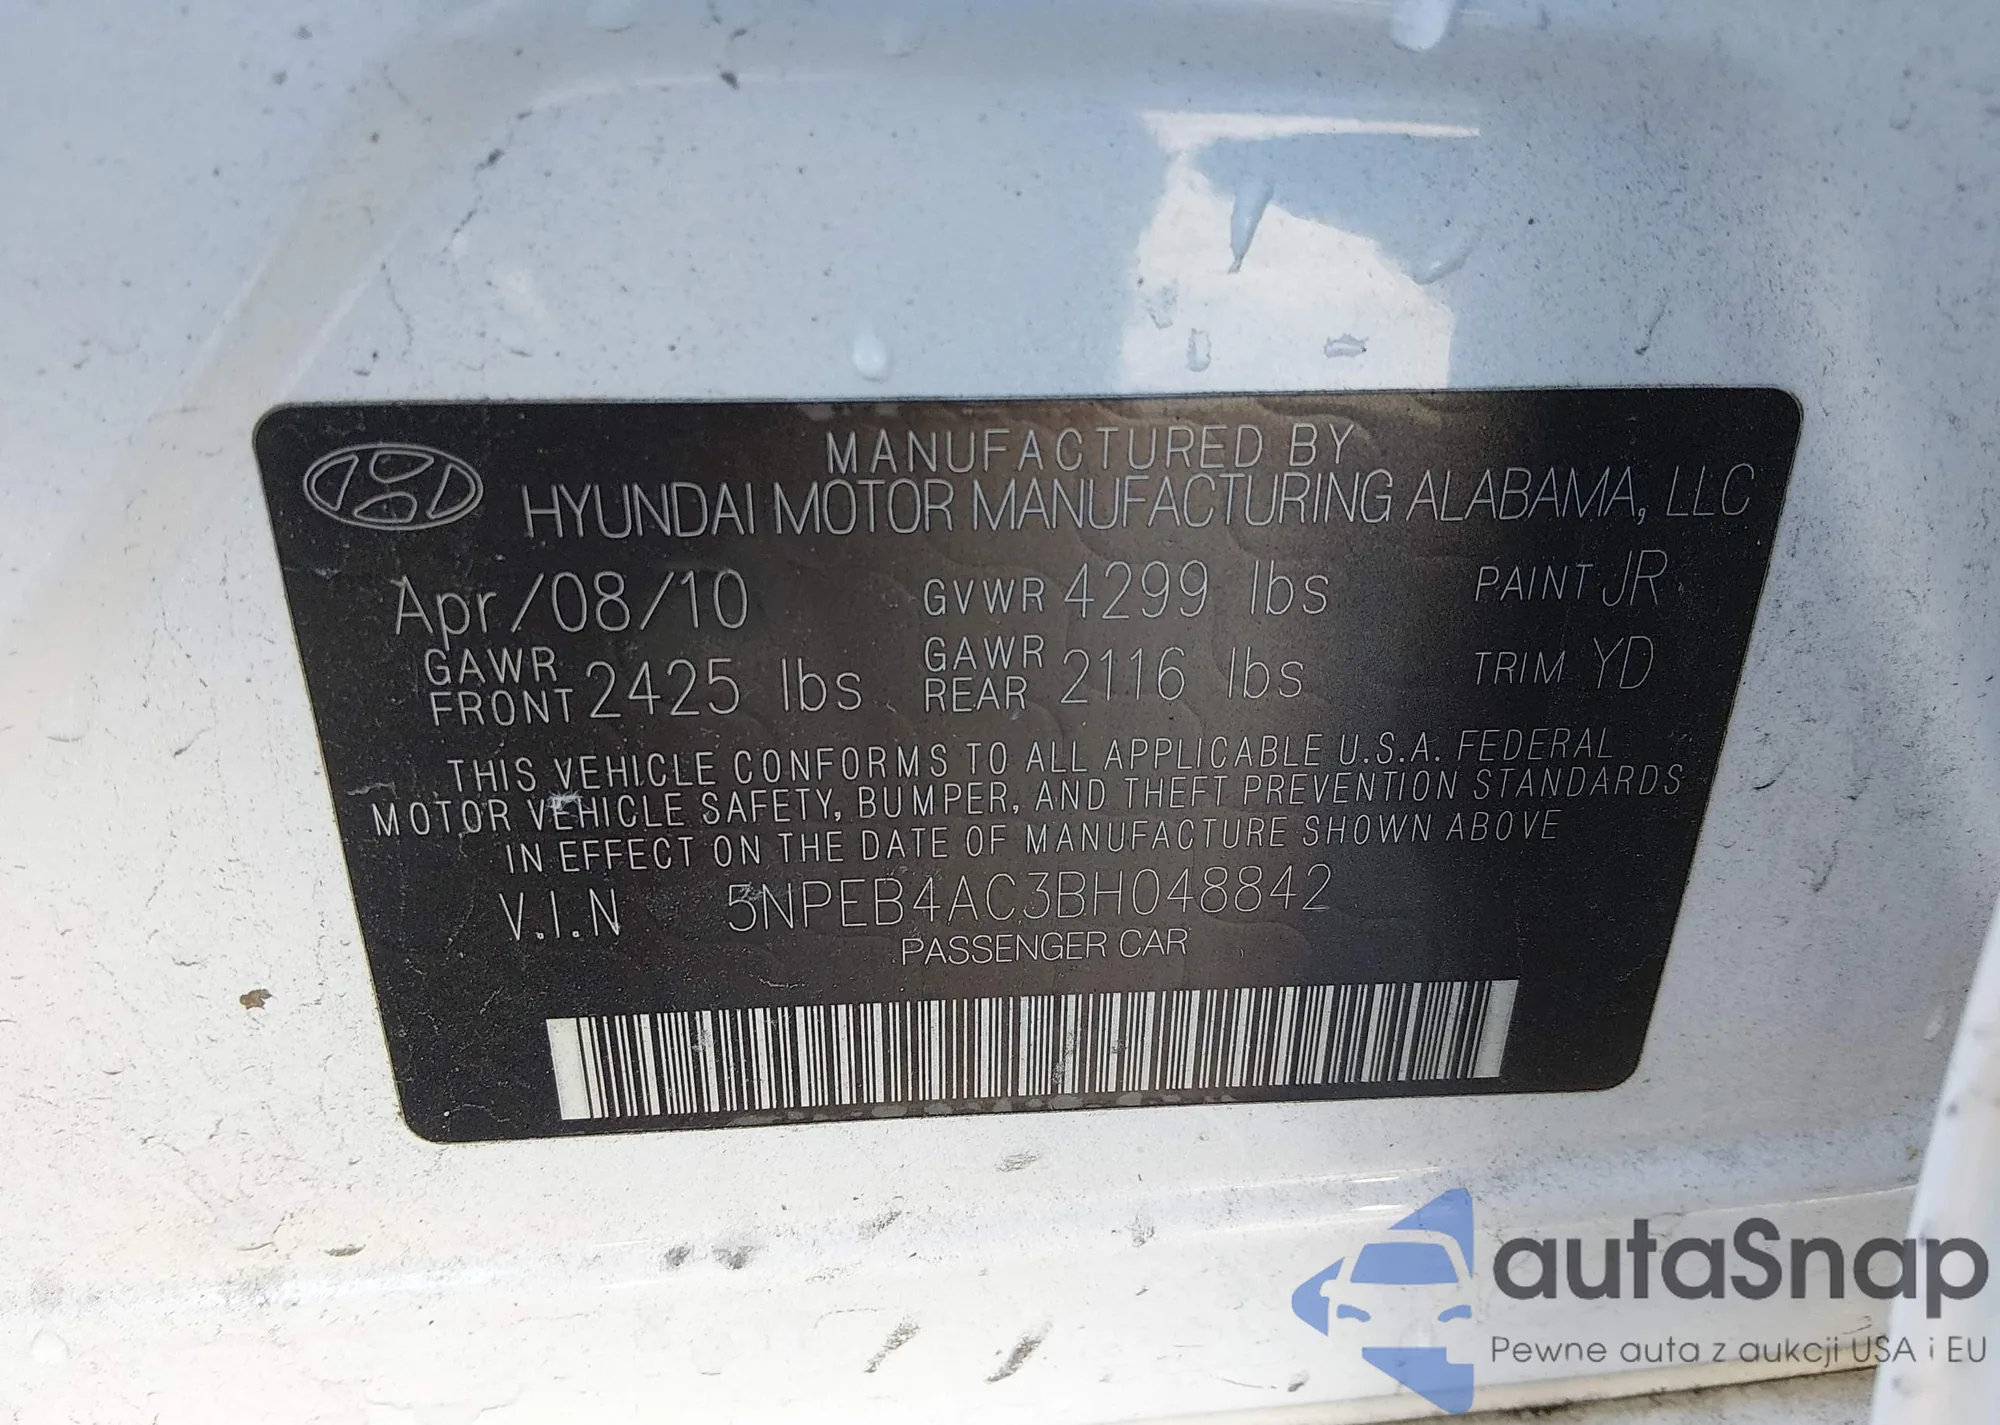 MANUFACTURED BY
HYUNDAI MOTOR MANUFACTURING ALABAMA, LLC
Apr/08/10 GVWR 4299 lbs PAINT JR
GAWR FRONT 2425 lbs GAWR REAR 2116 lbs TRIM YD
THIS VEHICLE CONFORMS TO ALL APPLICABLE U.S.A. FEDERAL
MOTOR VEHICLE SAFETY, BUMPER, AND THEFT PREVENTION STANDARDS
IN EFFECT ON THE DATE OF MANUFACTURE SHOWN ABOVE
V.I.N 5NPEB4AC3BH048842
PASSENGER CAR
autaSnap
Pewne auta z aukcji USA i EU